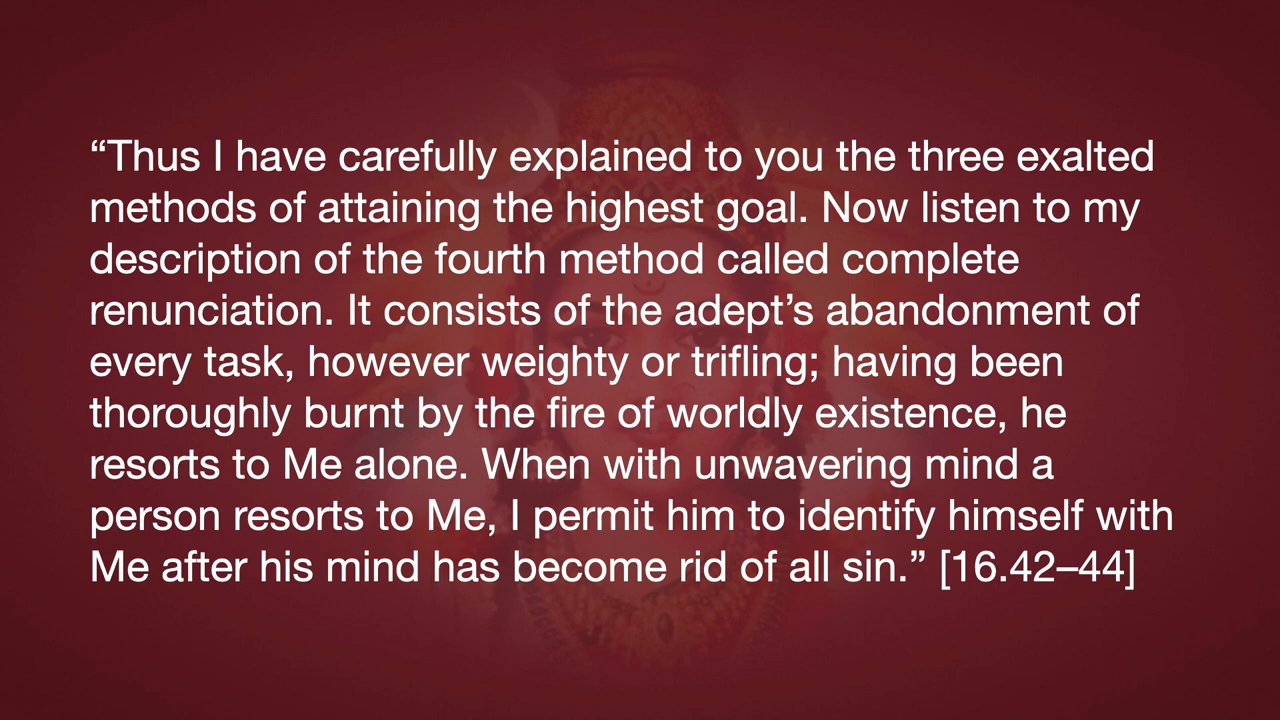 “Thus I have carefully explained to you the three exalted
methods of attaining the highest goal. Now listen to my
description of the fourth method called complete
renunciation. It consists of the adept’s abandonment of
every task, however weighty or trifling; having been
thoroughly burnt by the fire of worldly existence, he
resorts to Me alone. When with unwavering mind a
person resorts to Me, I permit him to identify himself with
Me after his mind has become rid of all sin.” [16.42–44]